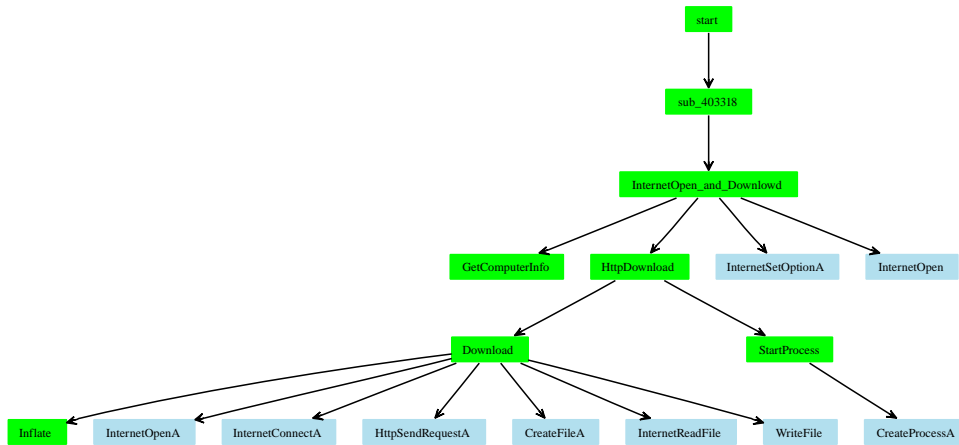 start
sub_403318
InternetOpen_and_Downlowd
GetComputerInfo
HttpDownload
InternetSetOptionA
InternetOpen
Download
StartProcess
Inflate
InternetOpenA
InternetConnectA
HttpSendRequestA
CreateFileA
InternetReadFile
WriteFile
CreateProcessA